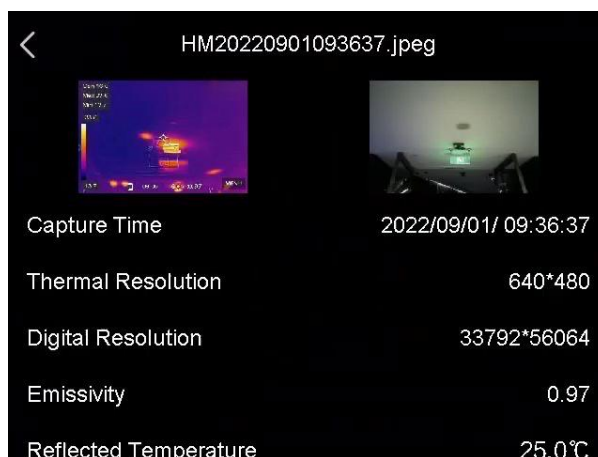 HM20220901093637.jpeg
Capture Time 2022/09/01/ 09:36:37
Thermal Resolution 640*480
Digital Resolution 33792*56064
Emissivity 0.97
Reflected Temperature 25.0℃